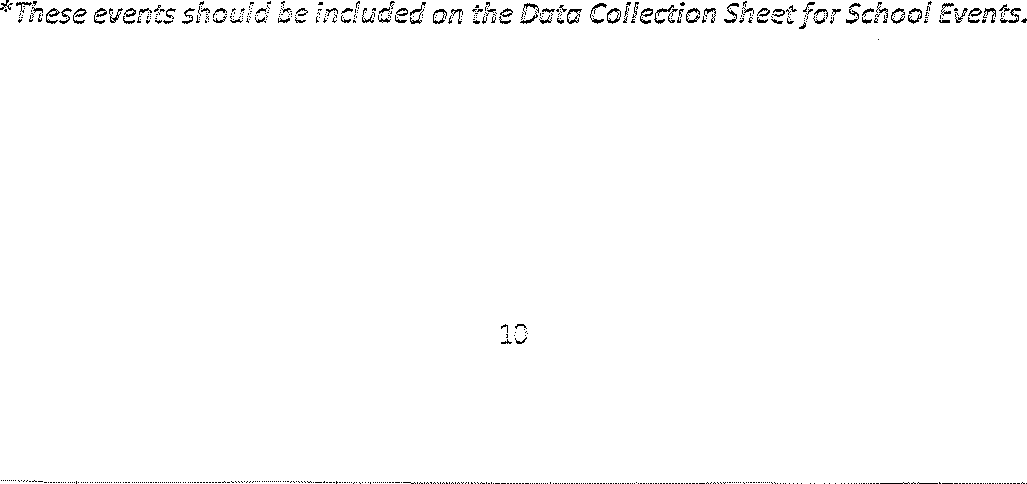 *These events should be included on the Data Collection Sheet for School Events.
10